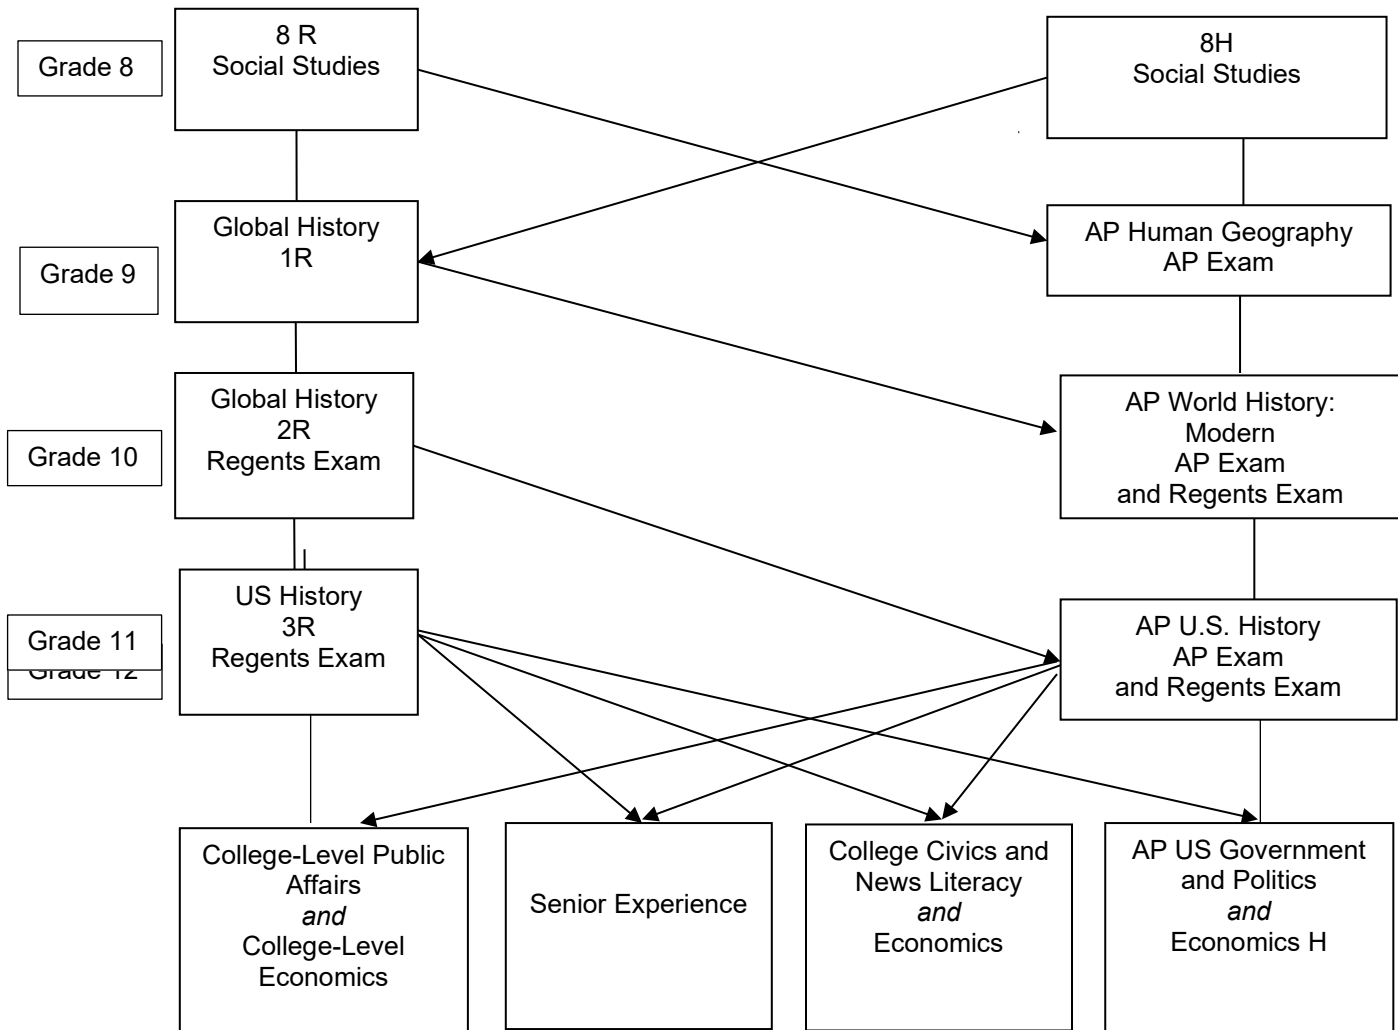 Grade 8
8 R
Social Studies
8H
Social Studies
Grade 9
Global History
1R
AP Human Geography
AP Exam
Grade 10
Global History
2R
Regents Exam
AP World History:
Modern
AP Exam
and Regents Exam
Grade 11
Grade 12
US History
3R
Regents Exam
AP U.S. History
AP Exam
and Regents Exam
College-Level Public
Affairs
and
College-Level
Economics
Senior Experience
College Civics and
News Literacy
and
Economics
AP US Government
and Politics
and
Economics H